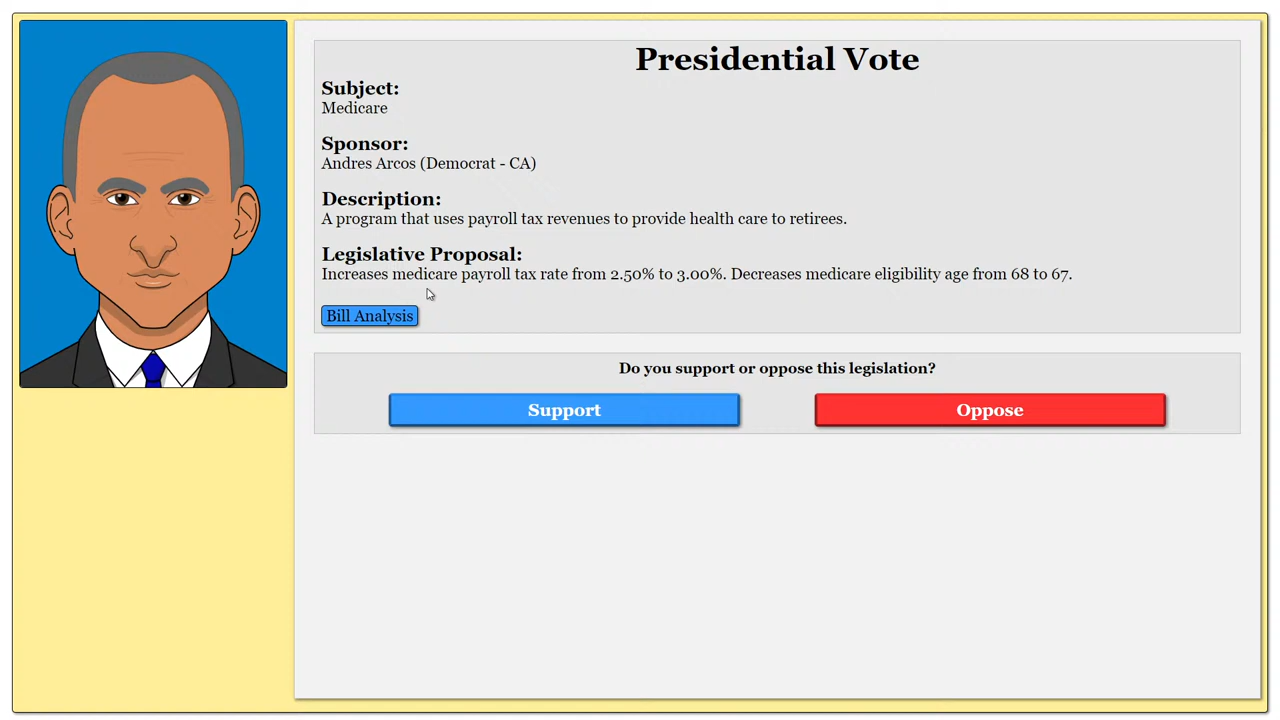 Presidential Vote
Subject:
Medicare
Sponsor:
Andres Arcos (Democrat - CA)
Description:
A program that uses payroll tax revenues to provide health care to retirees.
Legislative Proposal:
Increases medicare payroll tax rate from 2.50% to 3.00%. Decreases medicare eligibility age from 68 to 67.
Bill Analysis
Do you support or oppose this legislation?
Support
Oppose